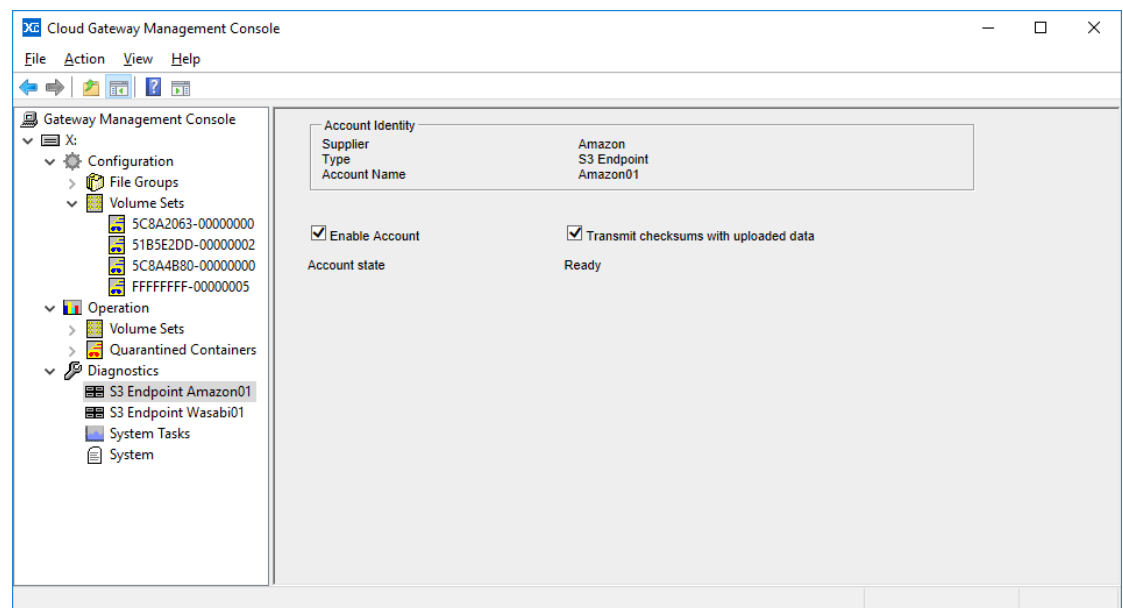 Cloud Gateway Management Console
File Action View Help
Gateway Management Console
X:
Configuration
File Groups
Volume Sets
5C8A2063-00000000
51B5E2DD-00000002
5C8A4B80-00000000
FFFFFFFF-00000005
Operation
Volume Sets
Quarantined Containers
Diagnostics
S3 Endpoint Amazon01
S3 Endpoint Wasabi01
System Tasks
System
Account Identity
Supplier Amazon
Type S3 Endpoint
Account Name Amazon01
Enable Account Transmit checksums with uploaded data
Account state Ready